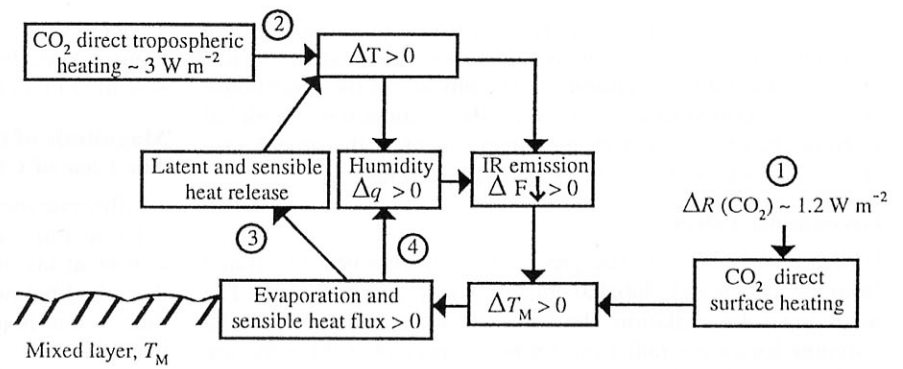 ②
CO₂ direct tropospheric
heating ~ 3 W m⁻²
ΔT > 0
Latent and sensible
heat release
Humidity
Δq > 0
IR emission
Δ F↓ > 0
①
ΔR (CO₂) ~ 1.2 W m⁻²
③
④
CO₂ direct
surface heating
Evaporation and
sensible heat flux > 0
ΔT_M > 0
Mixed layer, T_M